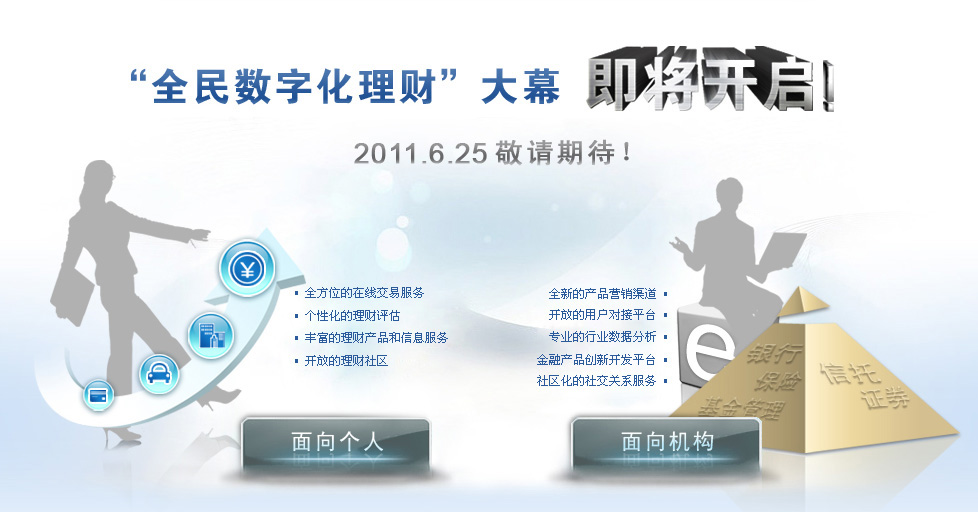 “全民数字化理财”大幕 即将开启!
2011.6.25 敬请期待!
全方位的在线交易服务
个性化的理财评估
丰富的理财产品和信息服务
开放的理财社区
全新的产品营销渠道
开放的用户对接平台
专业的行业数据分析
金融产品创新开发平台
社区化的社交关系服务
¥
e
银行
保险
基金管理
信托
证券
面向个人
面向机构